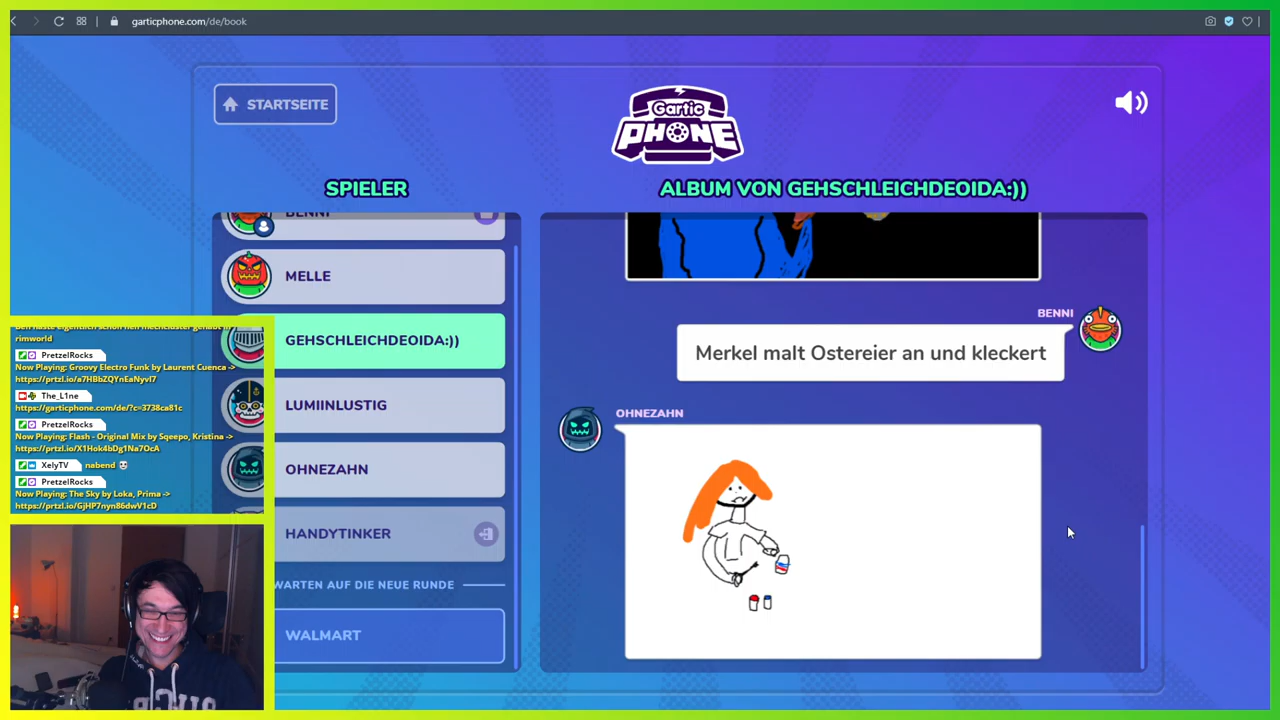 garticphone.com/de/book
STARTSEITE
Gartic
PHONE
SPIELER
ALBUM VON GEHSCHLEICHDEOIDA:))
BENNI
MELLE
GEHSCHLEICHDEOIDA:))
LUMIINLUSTIG
OHNEZAHN
HANDYTINKER
WARTEN AUF DIE NEUE RUNDE
WALMART
BENNI
Merkel malt Ostereier an und kleckert
OHNEZAHN
rimworld
PretzelRocks
Now Playing: Groovy Electro Funk by Laurent Cuenca ->
https://prtzl.io/a7HBbZQYnEaNyvl7
The_L1ne
https://garticphone.com/de/?c=3738ca81c
PretzelRocks
Now Playing: Flash - Original Mix by Sqeepo, Kristina ->
https://prtzl.io/X1Hok4bDg1Na7OcA
XelyTV nabend
PretzelRocks
Now Playing: The Sky by Loka, Prima ->
https://prtzl.io/GjHP7nyn86dwV1cD